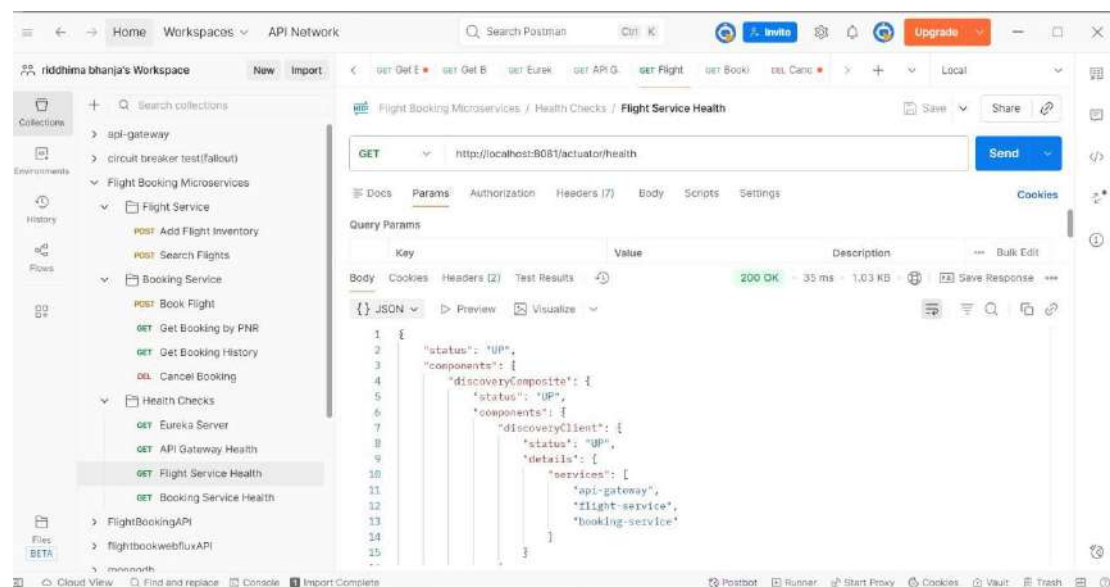 Home Workspaces API Network Search Postman Ctrl K Invite Upgrade
riddhima bhanja's Workspace New Import GET Get E GET Get B GET Eurek GET API G GET Flight GET Booki DEL Canc Local
Collections
Environments
History
Flows
Files
BETA
Search collections
api-gateway
circuit breaker test(fallout)
Flight Booking Microservices
Flight Service
POST Add Flight Inventory
POST Search Flights
Booking Service
POST Book Flight
GET Get Booking by PNR
GET Get Booking History
DEL Cancel Booking
Health Checks
GET Eureka Server
GET API Gateway Health
GET Flight Service Health
GET Booking Service Health
FlightBookingAPI
flightbookwebfluxAPI
mongodb
HTTP Flight Booking Microservices / Health Checks / Flight Service Health Save Share
GET http://localhost:8081/actuator/health Send
Docs Params Authorization Headers (7) Body Scripts Settings Cookies
Query Params
Key Value Description Bulk Edit
Body Cookies Headers (2) Test Results 200 OK 35 ms 1.03 KB Save Response
{} JSON Preview Visualize
1 {
2 "status": "UP",
3 "components": {
4 "discoveryComposite": {
5 "status": "UP",
6 "components": {
7 "discoveryClient": {
8 "status": "UP",
9 "details": {
10 "services": [
11 "api-gateway",
12 "flight-service",
13 "booking-service"
14 ]
15 }
Cloud View Find and replace Console Import Complete Postbot Runner Start Proxy Cookies Vault Trash